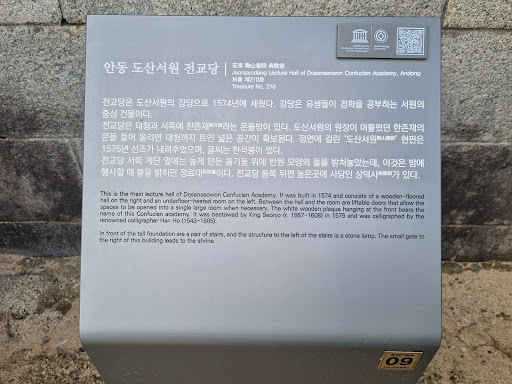 안동 도산서원 전교당
安東 陶山書院 典敎堂
Jeongyodang Lecture Hall of Dosanseowon Confucian Academy, Andong
보물 제210호
Treasure No. 210
전교당은 도산서원의 강당으로 1574년에 세웠다. 강당은 유생들이 경학을 공부하는 서원의
중심 건물이다.
전교당은 대청과 서쪽에 한존재라는 온돌방이 있다. 도산서원의 원장이 머물렀던 한존재의
문을 들어 올리면 대청까지 트인 넓은 공간이 확보된다. 정면에 걸린 '도산서원陶山書院' 현판은
1575년 선조가 내려주었으며, 글씨는 한석봉이 썼다.
전교당 서쪽 계단 옆에는 높게 만든 돌기둥 위에 반원 모양의 돌을 받쳐놓았는데, 이것은 밤에
행사할 때 불을 밝히던 정료대이다. 전교당 동쪽 뒤편 높은곳에 사당인 상덕사가 있다.
This is the main lecture hall of Dosanseowon Confucian Academy. It was built in 1574 and consists of a wooden-floored
hall on the right and an underfloor-heated room on the left. Between the hall and the room are liftable doors that allow the
spaces to be opened into a single large room when necessary. The white wooden plaque hanging at the front bears the
name of this Confucian academy. It was bestowed by King Seonjo (r. 1567-1608) in 1575 and was calligraphed by the
renowned calligrapher Han Ho (1543-1605).
In front of the tall foundation are a pair of stairs, and the structure to the left of the stairs is a stone lamp. The small gate to
the right of this building leads to the shrine.
09